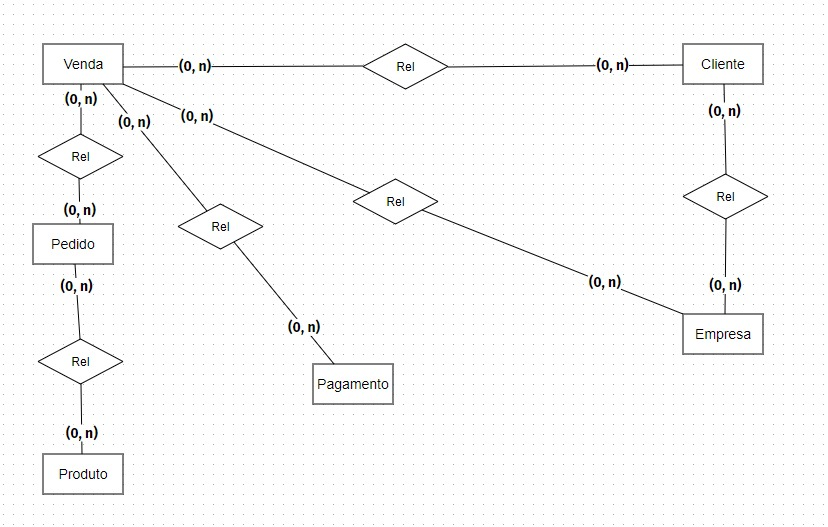 Venda
(0, n)
Rel
(0, n)
Cliente
(0, n)
(0, n)
(0, n)
(0, n)
Rel
Rel
Rel
Rel
(0, n)
Pedido
(0, n)
(0, n)
(0, n)
(0, n)
Empresa
Rel
Pagamento
(0, n)
Produto